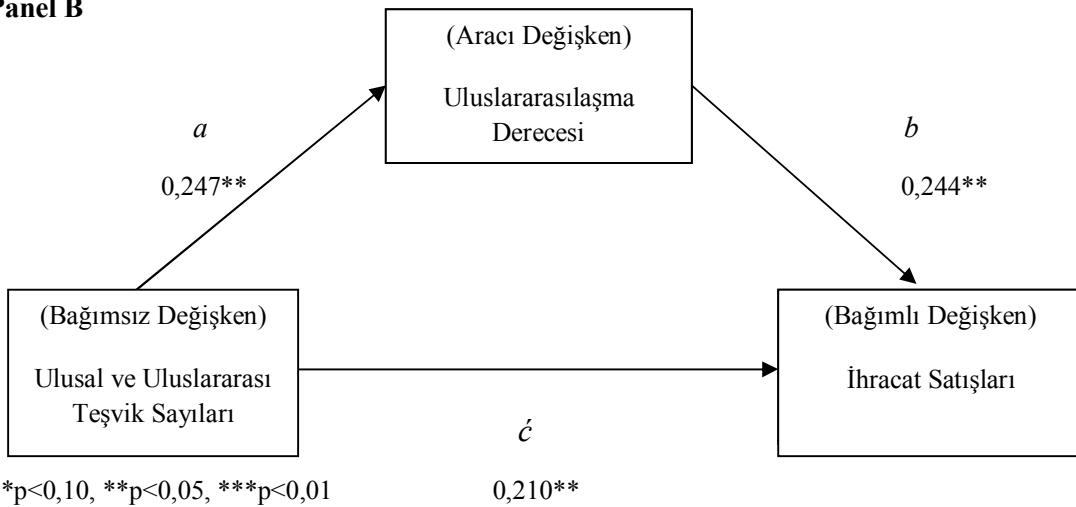 Panel B
(Aracı Değişken)
Uluslararasılaşma
Derecesi
a
0,247**
b
0,244**
(Bağımsız Değişken)
Ulusal ve Uluslararası
Teşvik Sayıları
(Bağımlı Değişken)
İhracat Satışları
ć
0,210**
*p<0,10, **p<0,05, ***p<0,01